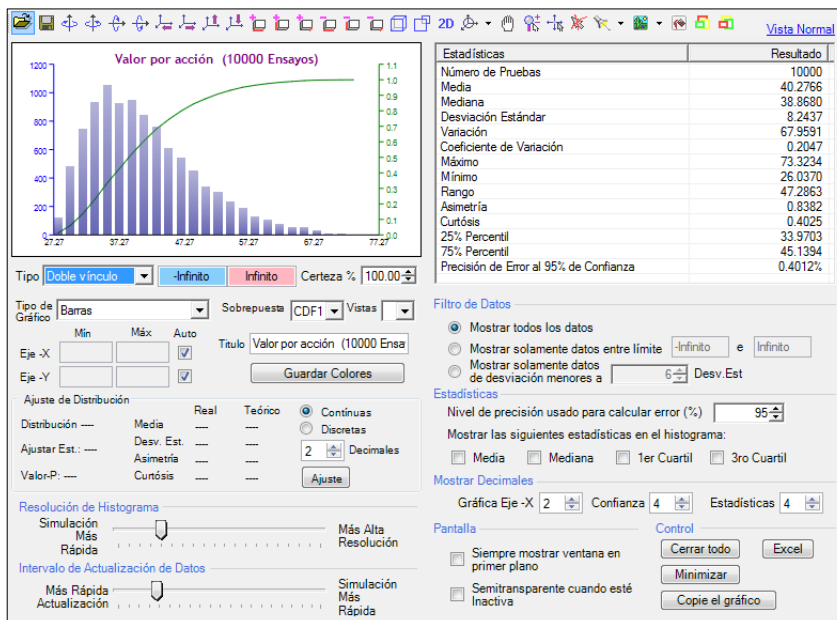 2D
Vista Normal
Valor por acción  (10000 Ensayos)
1200
1000
800
600
400
200
0
1.1
1.0
0.9
0.8
0.7
0.6
0.5
0.4
0.3
0.2
0.1
0.0
27.27 37.27 47.27 57.27 67.27 77.27
Estadísticas Resultado
Número de Pruebas 10000
Media 40.2766
Mediana 38.8680
Desviación Estándar 8.2437
Variación 67.9591
Coeficiente de Variación 0.2047
Máximo 73.3234
Mínimo 26.0370
Rango 47.2863
Asimetría 0.8382
Curtósis 0.4025
25% Percentil 33.9703
75% Percentil 45.1394
Precisión de Error al 95% de Confianza 0.4012%
Tipo Doble vínculo -Infinito Infinito Certeza % 100.00
Tipo de
Gráfico Barras Sobrepuesta CDF1 Vistas
Mín Máx Auto
Eje -X
Eje -Y
Titulo Valor por acción  (10000 Ensa
Guardar Colores
Ajuste de Distribución
Real Teórico
Distribución ---- Media ---- ----
Desv. Est. ---- ----
Ajustar Est.: ---- Asimetría ---- ----
Valor-P: ---- Curtósis ---- ----
Contínuas
Discretas
2 Decimales
Ajuste
Resolución de Histograma
Simulación
Más
Rápida
Más Alta
Resolución
Intervalo de Actualización de Datos
Más Rápida
Actualización
Simulación
Más
Rápida
Filtro de Datos
Mostrar todos los datos
Mostrar solamente datos entre límite -Infinito e Infinito
Mostrar solamente datos
de desviación menores a 6 Desv.Est
Estadísticas
Nivel de precisión usado para calcular error (%) 95
Mostrar las siguientes estadísticas en el histograma:
Media Mediana 1er Cuartil 3ro Cuartil
Mostrar Decimales
Gráfica Eje -X 2 Confianza 4 Estadísticas 4
Pantalla
Siempre mostrar ventana en
primer plano
Semitransparente cuando esté
Inactiva
Control
Cerrar todo Excel
Minimizar
Copie el gráfico